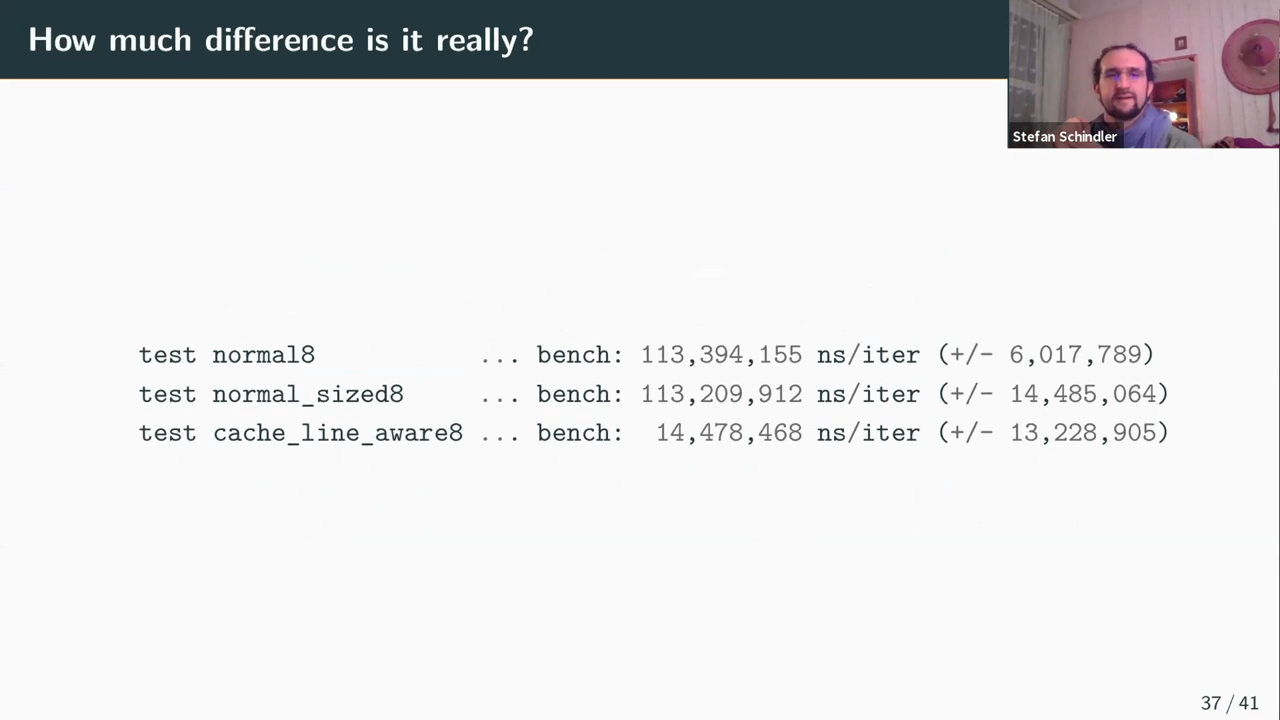 How much difference is it really?
Stefan Schindler
test normal8 ... bench: 113,394,155 ns/iter (+/- 6,017,789)
test normal_sized8 ... bench: 113,209,912 ns/iter (+/- 14,485,064)
test cache_line_aware8 ... bench: 14,478,468 ns/iter (+/- 13,228,905)
37 / 41